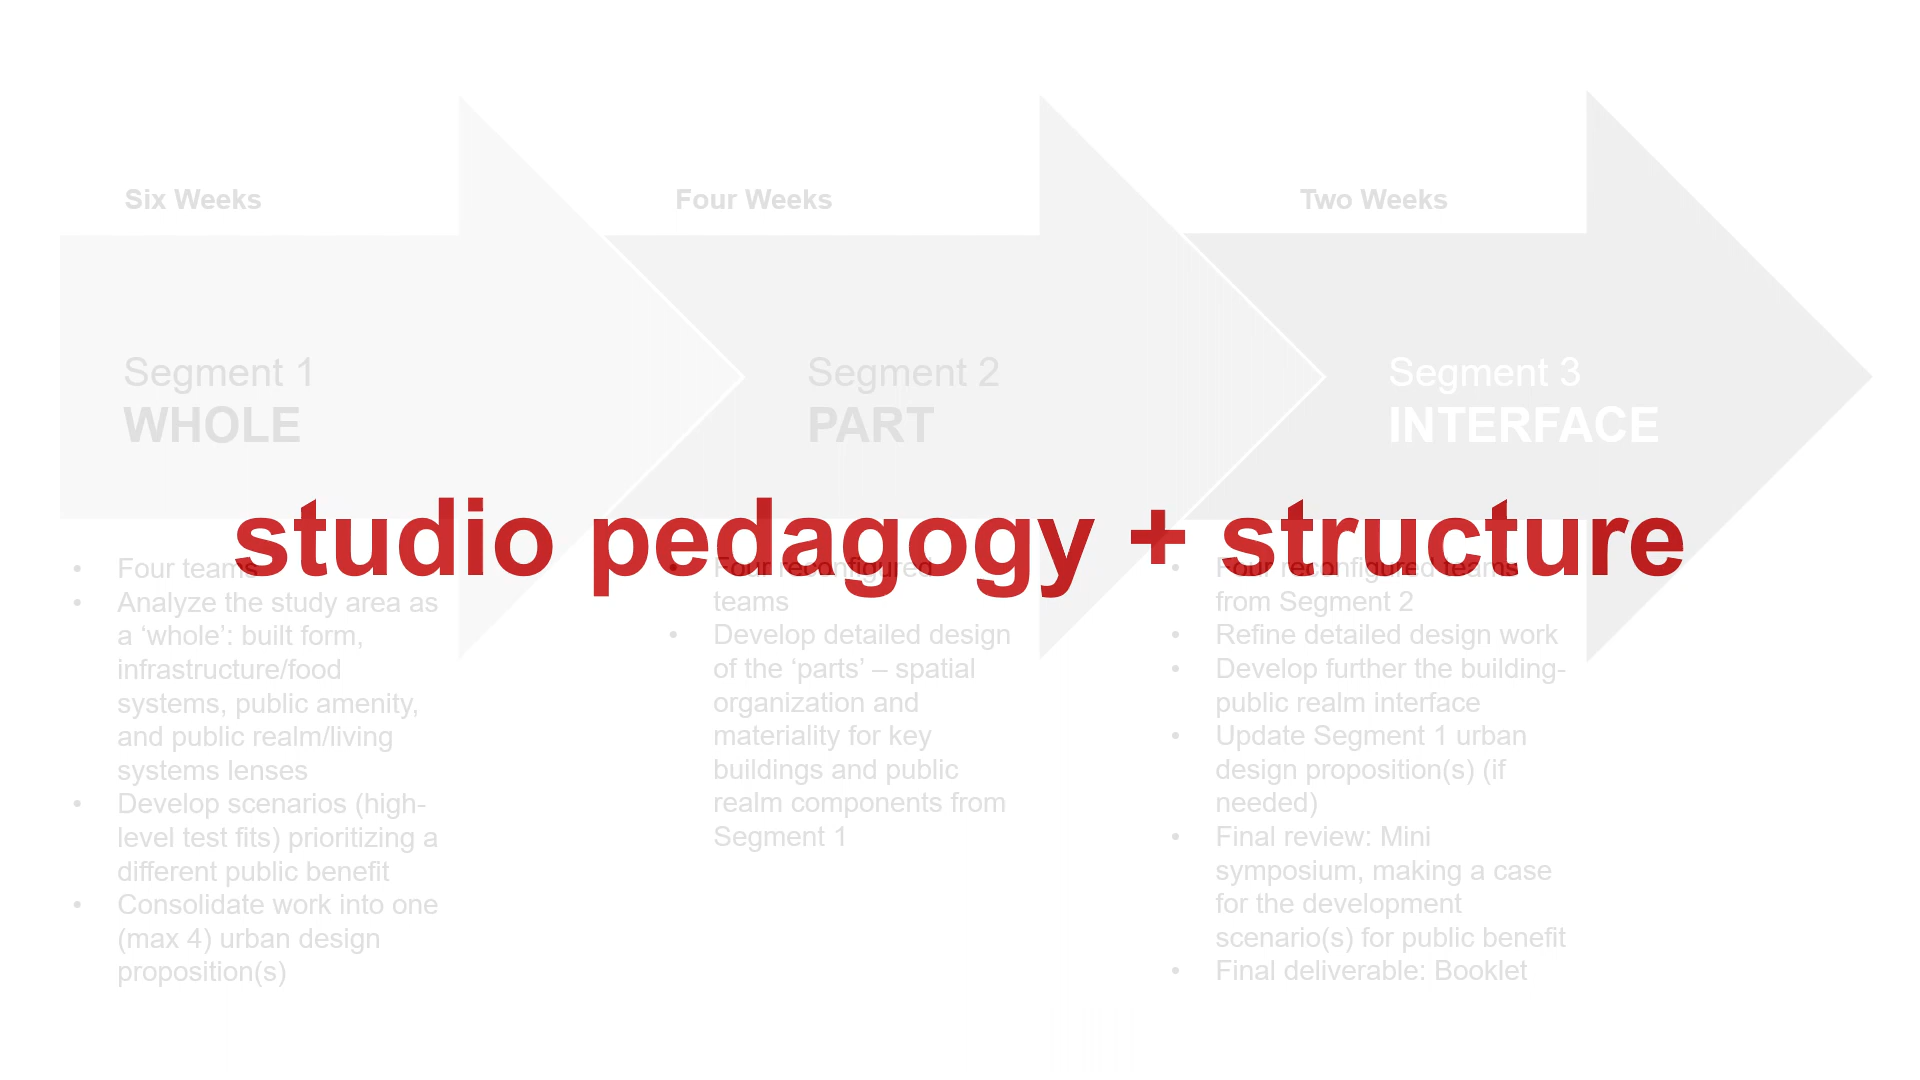 Six Weeks
Four Weeks
Two Weeks
Segment 1
WHOLE
Segment 2
PART
Segment 3
INTERFACE
studio pedagogy + structure
• Four teams
• Analyze the study area as
a ‘whole’: built form,
infrastructure/food
systems, public amenity,
and public realm/living
systems lenses
• Develop scenarios (high-
level test fits) prioritizing a
different public benefit
• Consolidate work into one
(max 4) urban design
proposition(s)
• Four reconfigured
teams
• Develop detailed design
of the ‘parts’ – spatial
organization and
materiality for key
buildings and public
realm components from
Segment 1
• Four reconfigured teams
from Segment 2
• Refine detailed design work
• Develop further the building-
public realm interface
• Update Segment 1 urban
design proposition(s) (if
needed)
• Final review: Mini
symposium, making a case
for the development
scenario(s) for public benefit
• Final deliverable: Booklet